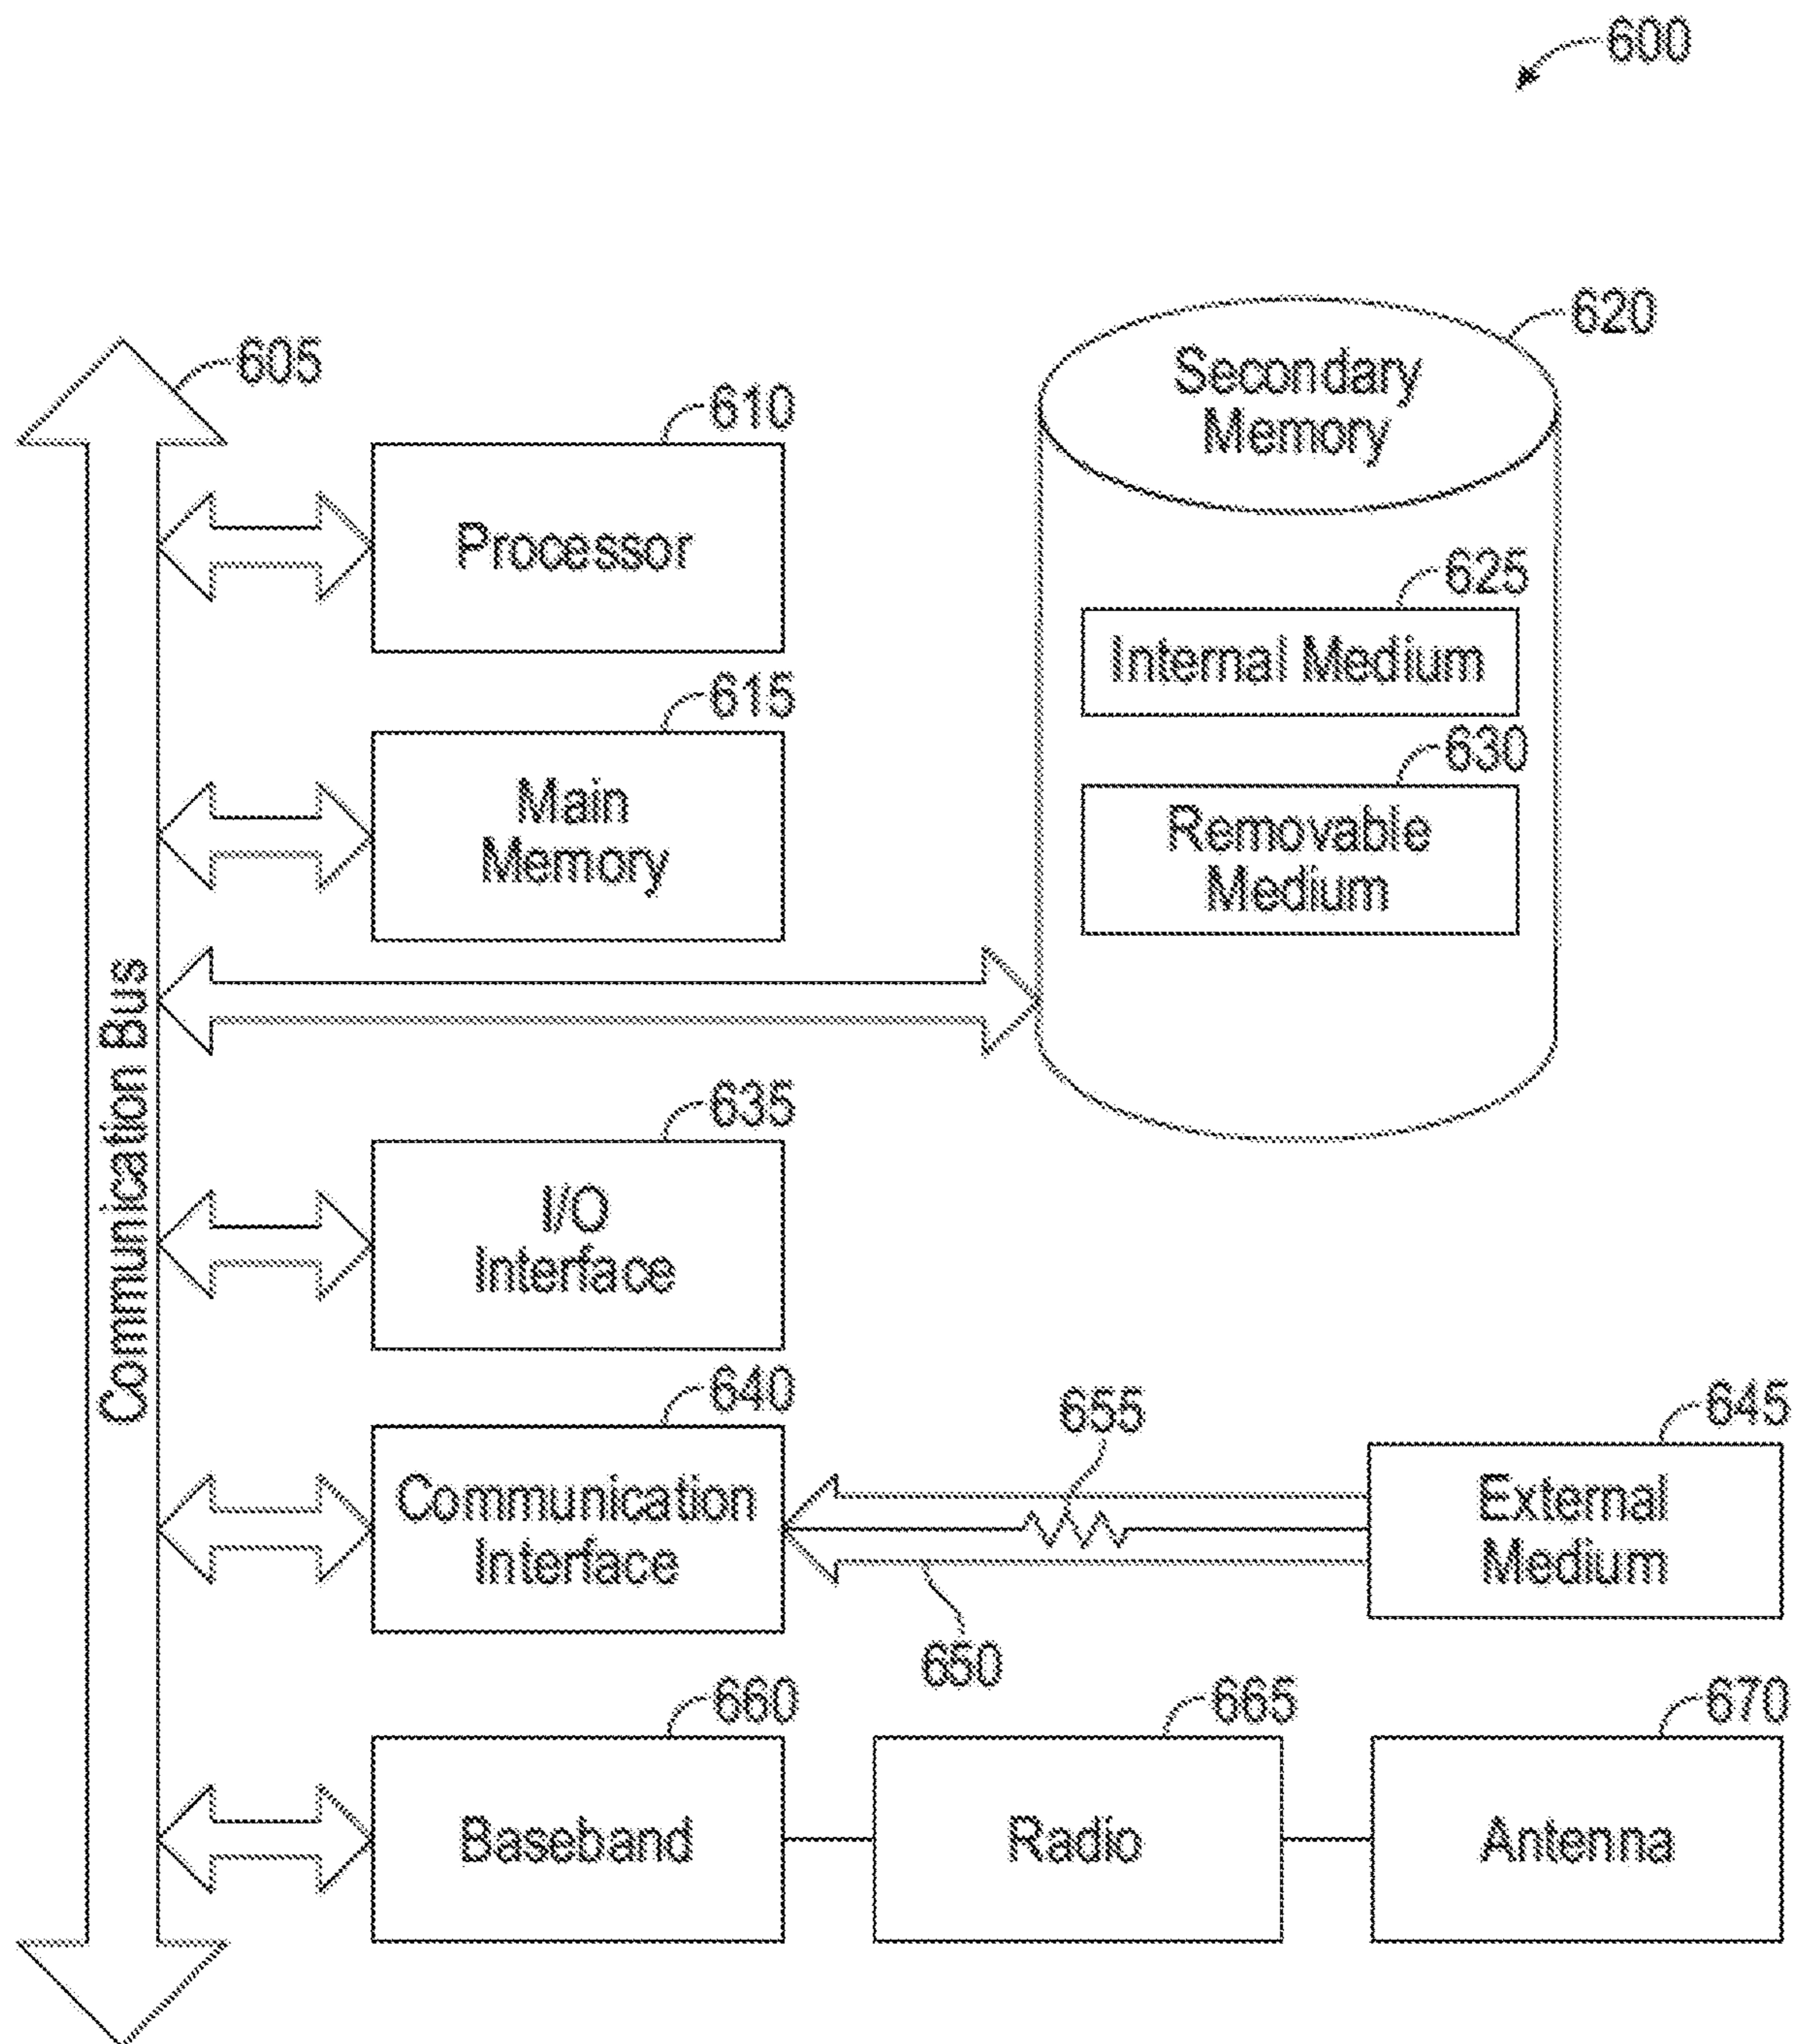 600
620
605
Secondary
Memory
610
Processor
625
Internal Medium
615
630
Main
Memory
Removable
Medium
Communication Bus
635
I/O
Interface
640
655
645
Communication
Interface
External
Medium
650
660
665
670
Baseband
Radio
Antenna